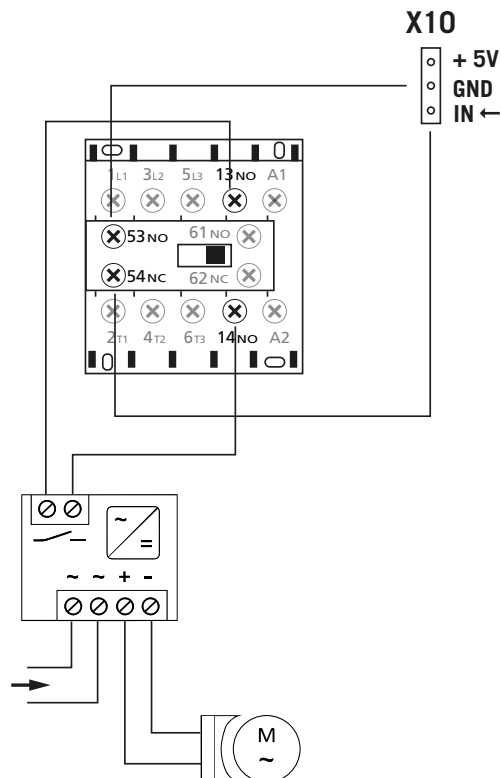 X10
+ 5V
GND
IN ←
1L1 3L2 5L3 13NO A1
53NO 61NO
54NC 62NC
2T1 4T2 6T3 14NO A2
~
=
~ ~ + -
M
~